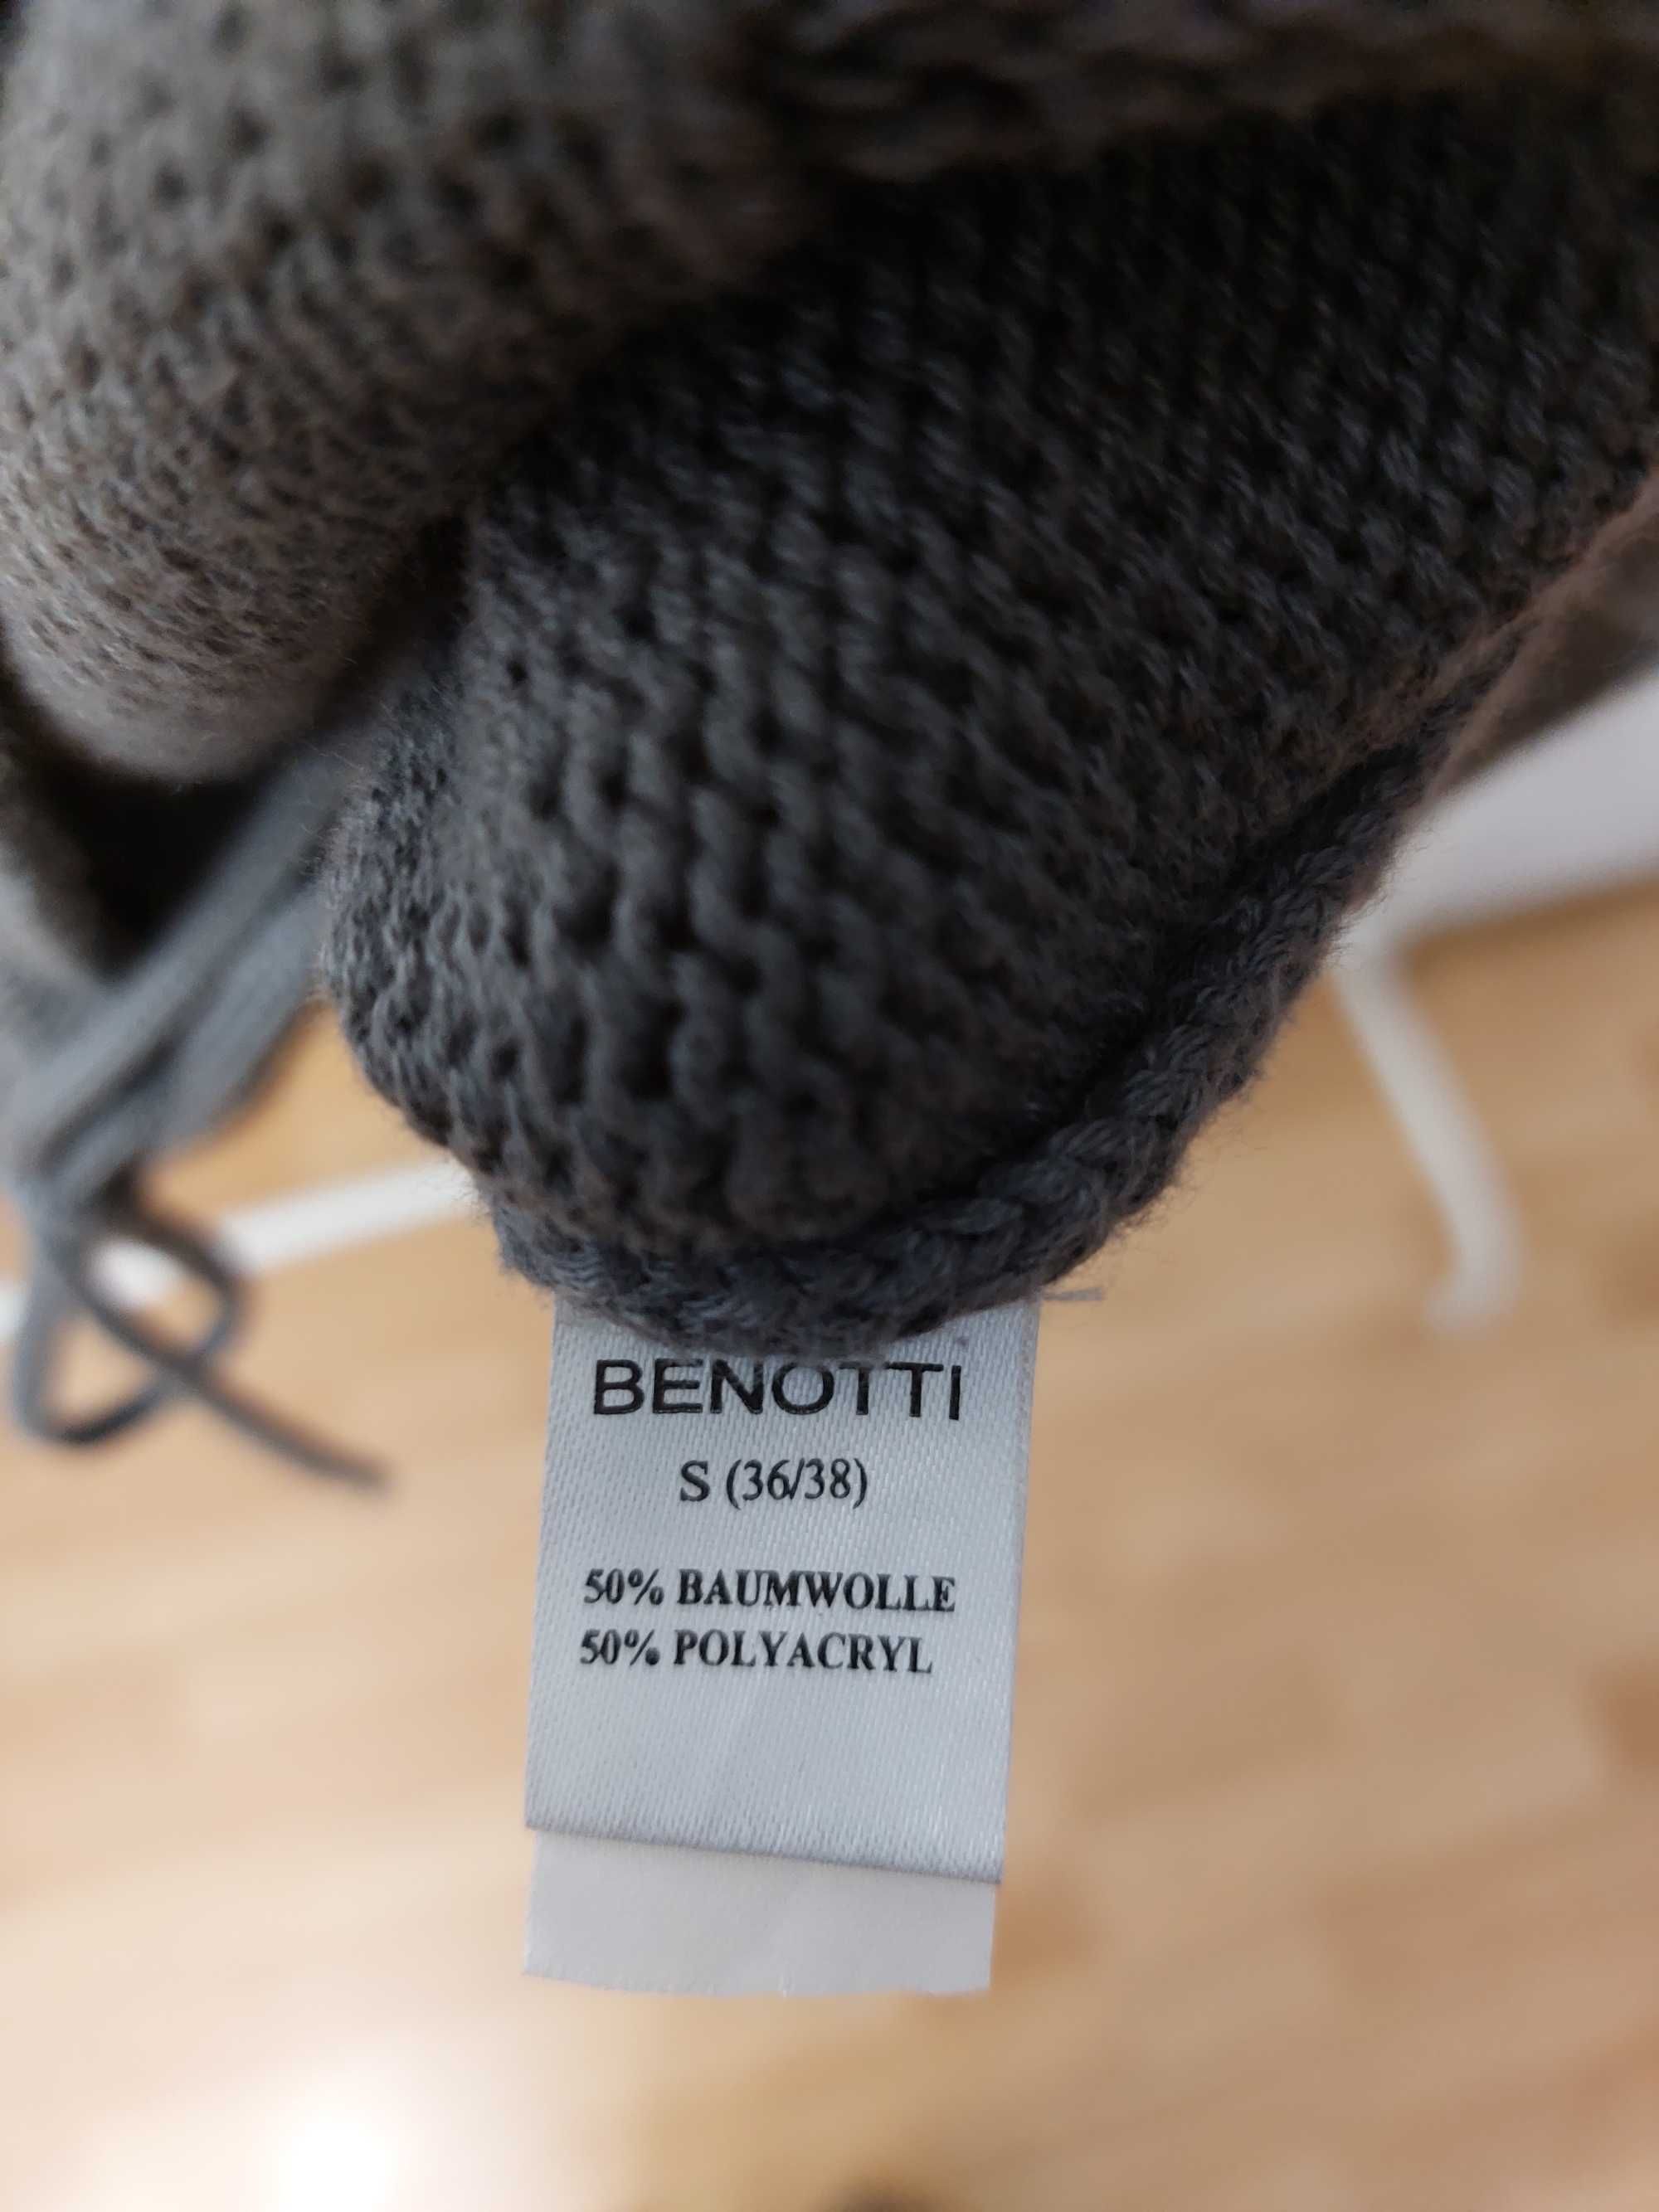 BENOTTI
S (36/38)
50% BAUMWOLLE
50% POLYACRYL